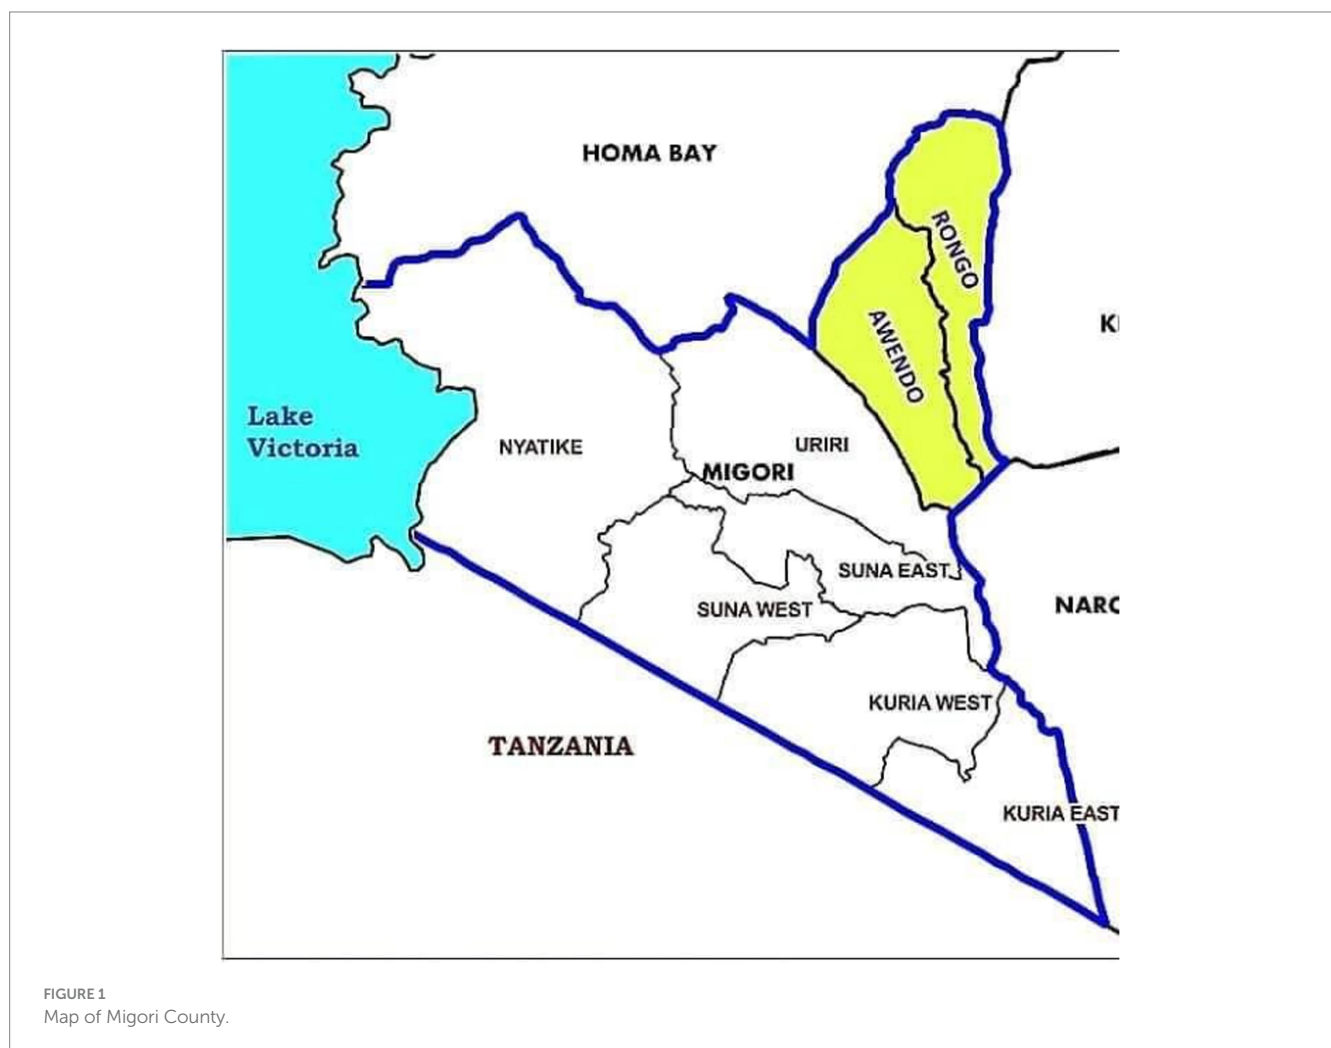 HOMA BAY
RONGO
AWENDO
K
Lake
Victoria
NYATIKE
URIRI
MIGORI
SUNA EAST
SUNA WEST
NARO
KURIA WEST
TANZANIA
KURIA EAST
FIGURE 1
Map of Migori County.